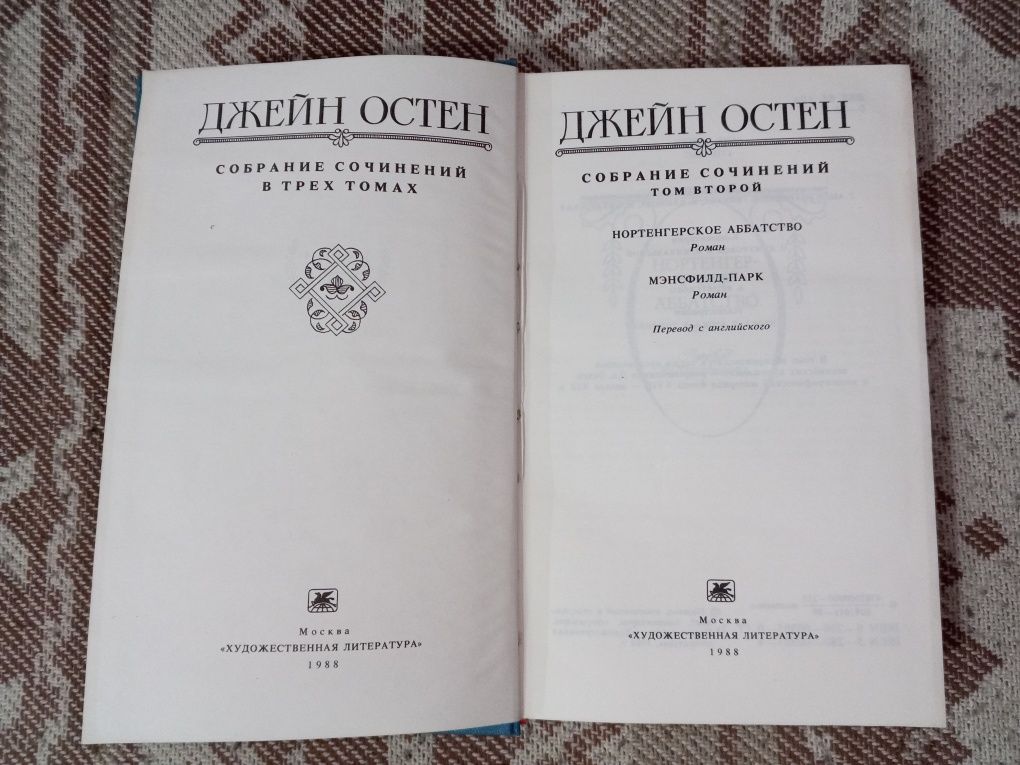 ДЖЕЙН ОСТЕН
СОБРАНИЕ СОЧИНЕНИЙ
В ТРЕХ ТОМАХ
Москва
«ХУДОЖЕСТВЕННАЯ ЛИТЕРАТУРА»
1988
ДЖЕЙН ОСТЕН
СОБРАНИЕ СОЧИНЕНИЙ
ТОМ ВТОРОЙ
НОРТЕНГЕРСКОЕ АББАТСТВО
Роман
МЭНСФИЛД-ПАРК
Роман
Перевод с английского
Москва
«ХУДОЖЕСТВЕННАЯ ЛИТЕРАТУРА»
1988